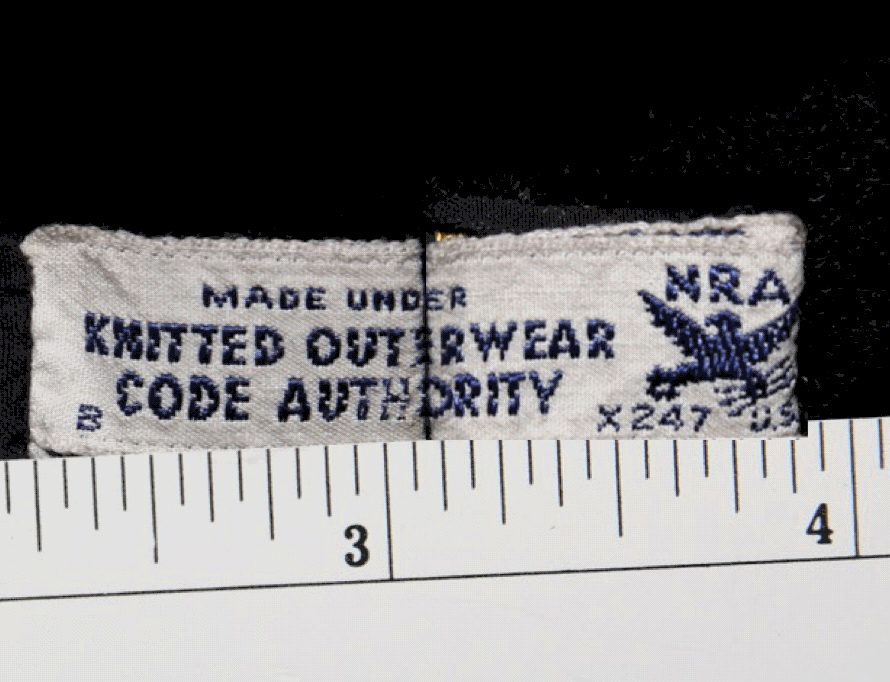 MADE UNDER
KNITTED OUTERWEAR
CODE AUTHORITY
B
NRA
X247 U.S
3 4